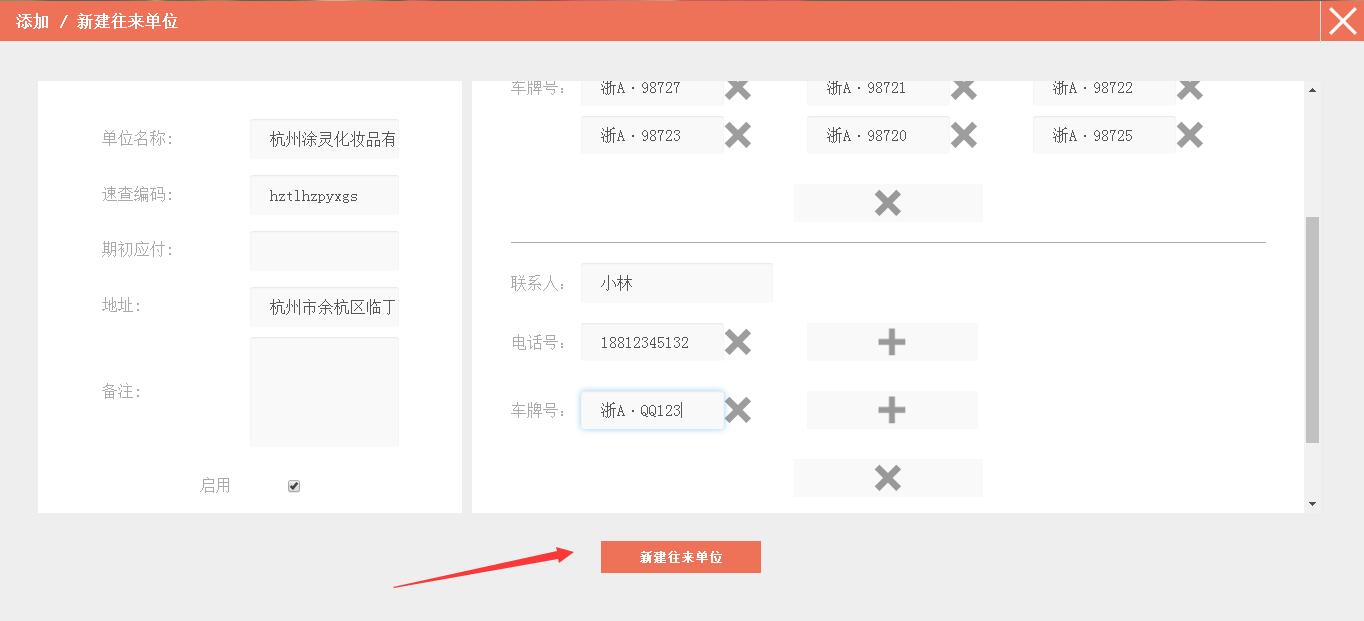 添加 / 新建往来单位
单位名称: 杭州涂灵化妆品有
速查编码: hztlhzpyxgs
期初应付:
地址: 杭州市余杭区临丁
备注:
启用
车牌号: 浙A·98727 浙A·98721 浙A·98722
浙A·98723 浙A·98720 浙A·98725
联系人: 小林
电话号: 18812345132
车牌号: 浙A·QQ123
新建往来单位